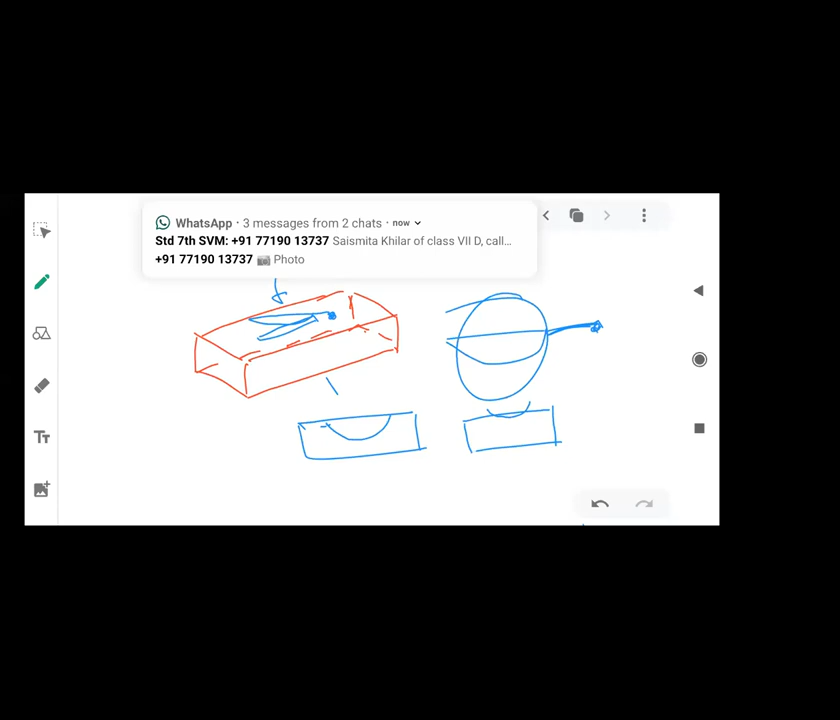 WhatsApp · 3 messages from 2 chats · now
Std 7th SVM: +91 77190 13737 Saismita Khilar of class VII D, call...
+91 77190 13737 📷 Photo
Tт